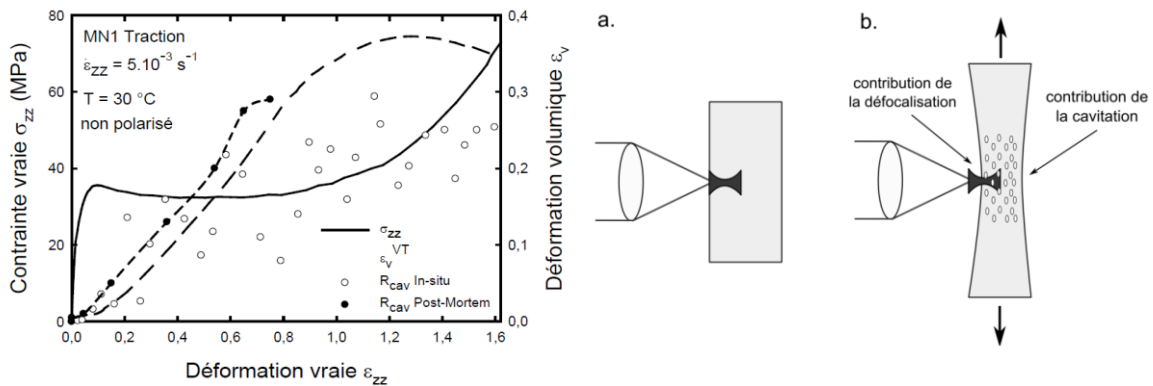 80
60
40
20
0
Contrainte vraie σzz (MPa)
MN1 Traction
ε̇zz = 5.10⁻³ s⁻¹
T = 30 °C
non polarisé
σzz
εv^VT
Rcav In-situ
Rcav Post-Mortem
0,4
0,3
0,2
0,1
0,0
Déformation volumique εv
0,0 0,2 0,4 0,6 0,8 1,0 1,2 1,4 1,6
Déformation vraie εzz
a.
b.
contribution de
la défocalisation
contribution de
la cavitation